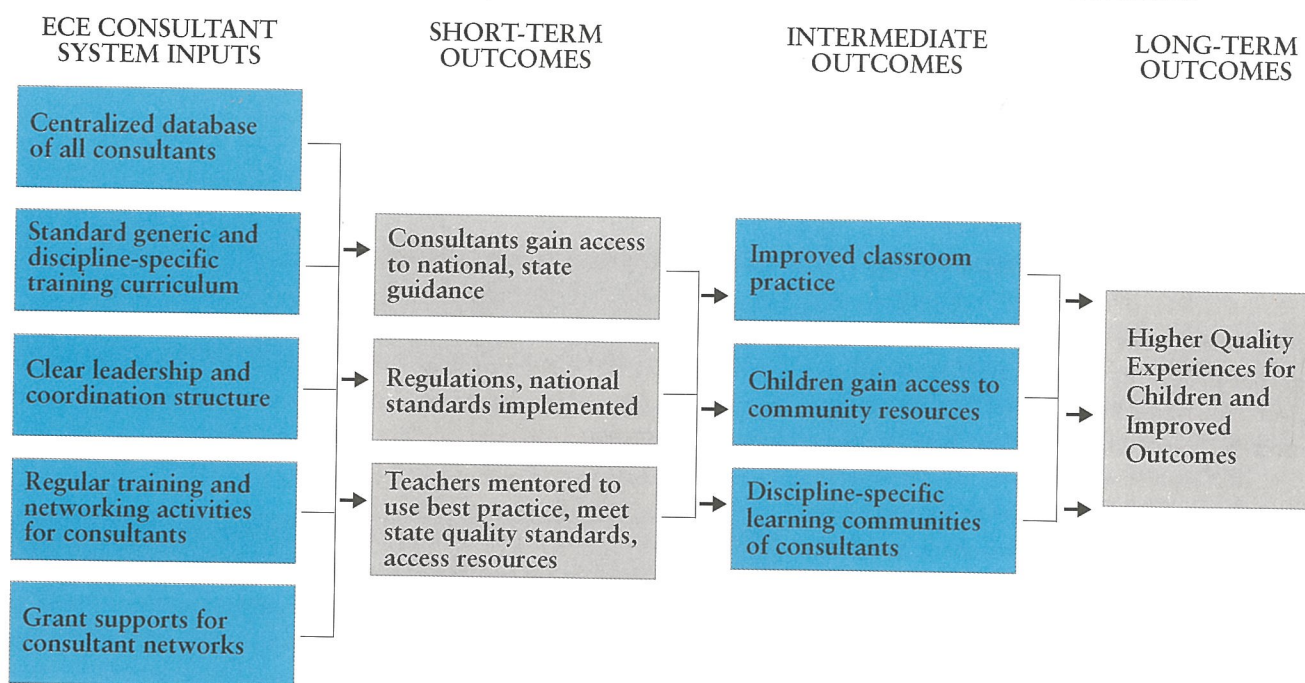 ECE CONSULTANT
SYSTEM INPUTS
Centralized database
of all consultants
Standard generic and
discipline-specific
training curriculum
Clear leadership and
coordination structure
Regular training and
networking activities
for consultants
Grant supports for
consultant networks
SHORT-TERM
OUTCOMES
Consultants gain access
to national, state
guidance
Regulations, national
standards implemented
Teachers mentored to
use best practice, meet
state quality standards,
access resources
INTERMEDIATE
OUTCOMES
Improved classroom
practice
Children gain access to
community resources
Discipline-specific
learning communities
of consultants
LONG-TERM
OUTCOMES
Higher Quality
Experiences for
Children and
Improved
Outcomes